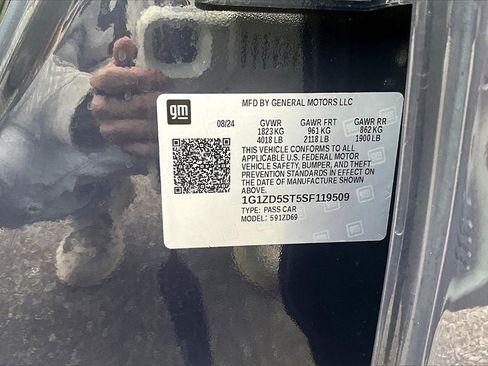 gm
MFD BY GENERAL MOTORS LLC
08/24 GVWR GAWR FRT GAWR RR
1823 KG 961 KG 862 KG
4018 LB 2118 LB 1900 LB
THIS VEHICLE CONFORMS TO ALL
APPLICABLE U.S. FEDERAL MOTOR
VEHICLE SAFETY, BUMPER, AND THEFT
PREVENTION STANDARDS IN EFFECT ON
THE DATE OF MANUFACTURE SHOWN
ABOVE.
1G1ZD5ST5SF119509
TYPE: PASS CAR
MODEL: 591ZD69